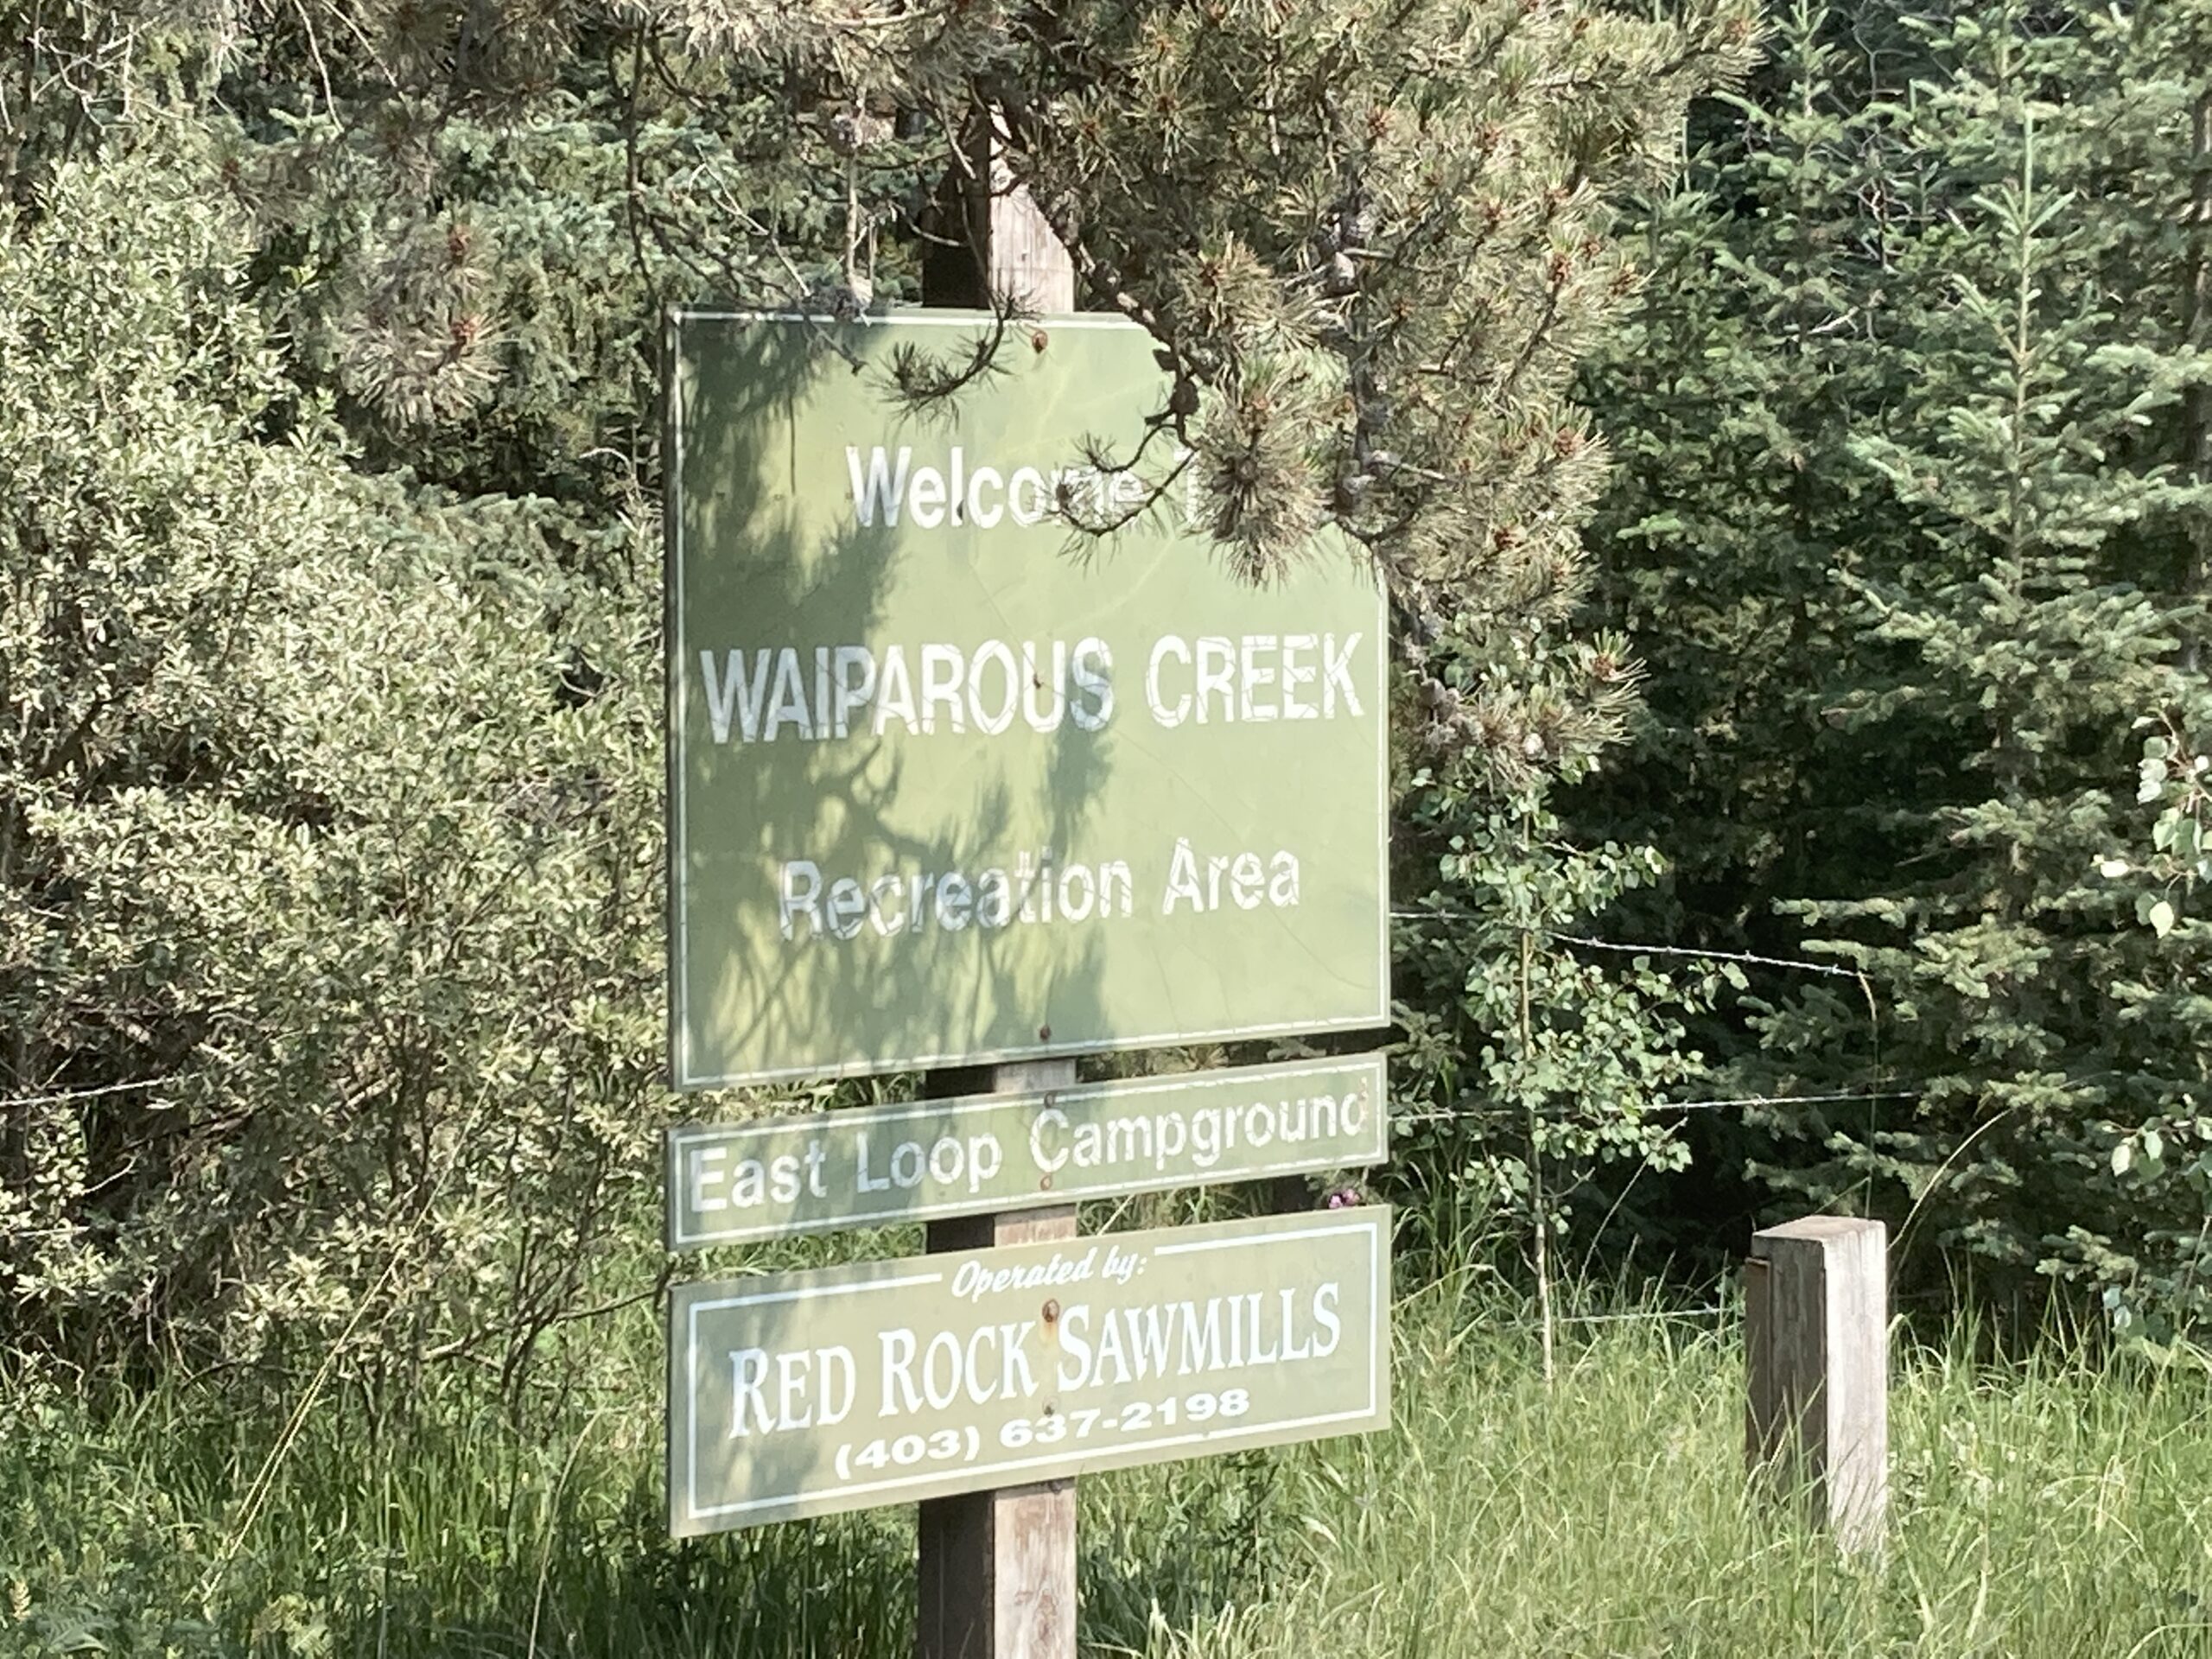 Welcome T
WAIPAROUS CREEK
Recreation Area
East Loop Campground
Operated by:
RED ROCK SAWMILLS
(403) 637-2198